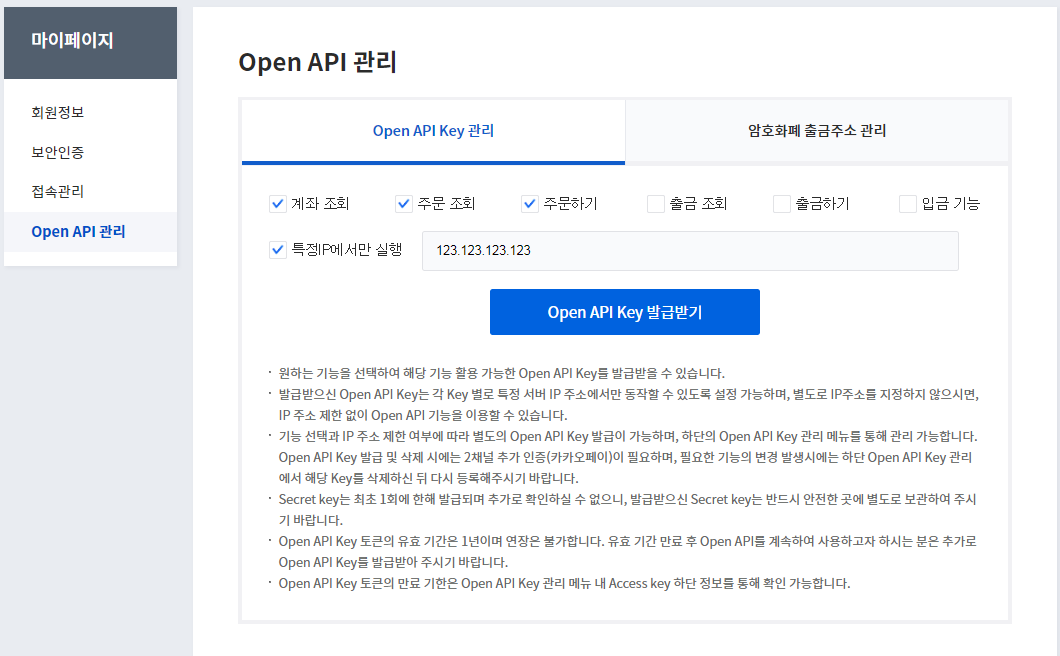 마이페이지
회원정보
보안인증
접속관리
Open API 관리
Open API 관리
Open API Key 관리
암호화폐 출금주소 관리
계좌 조회
주문 조회
주문하기
출금 조회
출금하기
입금 기능
특정IP에서만 실행
123.123.123.123
Open API Key 발급받기
· 원하는 기능을 선택하여 해당 기능 활용 가능한 Open API Key를 발급받을 수 있습니다.
· 발급받으신 Open API Key는 각 Key 별로 특정 서버 IP 주소에서만 동작할 수 있도록 설정 가능하며, 별도로 IP주소를 지정하지 않으시면,
IP 주소 제한 없이 Open API 기능을 이용할 수 있습니다.
· 기능 선택과 IP 주소 제한 여부에 따라 별도의 Open API Key 발급이 가능하며, 하단의 Open API Key 관리 메뉴를 통해 관리 가능합니다.
Open API Key 발급 및 삭제 시에는 2채널 추가 인증(카카오페이)이 필요하며, 필요한 기능의 변경 발생시에는 하단 Open API Key 관리
에서 해당 Key를 삭제하신 뒤 다시 등록해주시기 바랍니다.
· Secret key는 최초 1회에 한해 발급되며 추가로 확인하실 수 없으니, 발급받으신 Secret key는 반드시 안전한 곳에 별도로 보관하여 주시
기 바랍니다.
· Open API Key 토큰의 유효 기간은 1년이며 연장은 불가합니다. 유효 기간 만료 후 Open API를 계속하여 사용하고자 하시는 분은 추가로
Open API Key를 발급받아 주시기 바랍니다.
· Open API Key 토큰의 만료 기한은 Open API Key 관리 메뉴 내 Access key 하단 정보를 통해 확인 가능합니다.